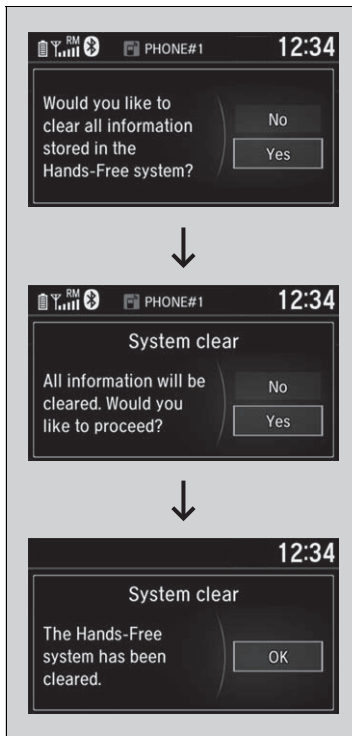 RM PHONE#1 12:34
Would you like to
clear all information
stored in the
Hands-Free system?
No
Yes
RM PHONE#1 12:34
System clear
All information will be
cleared. Would you
like to proceed?
No
Yes
12:34
System clear
The Hands-Free
system has been
cleared.
OK